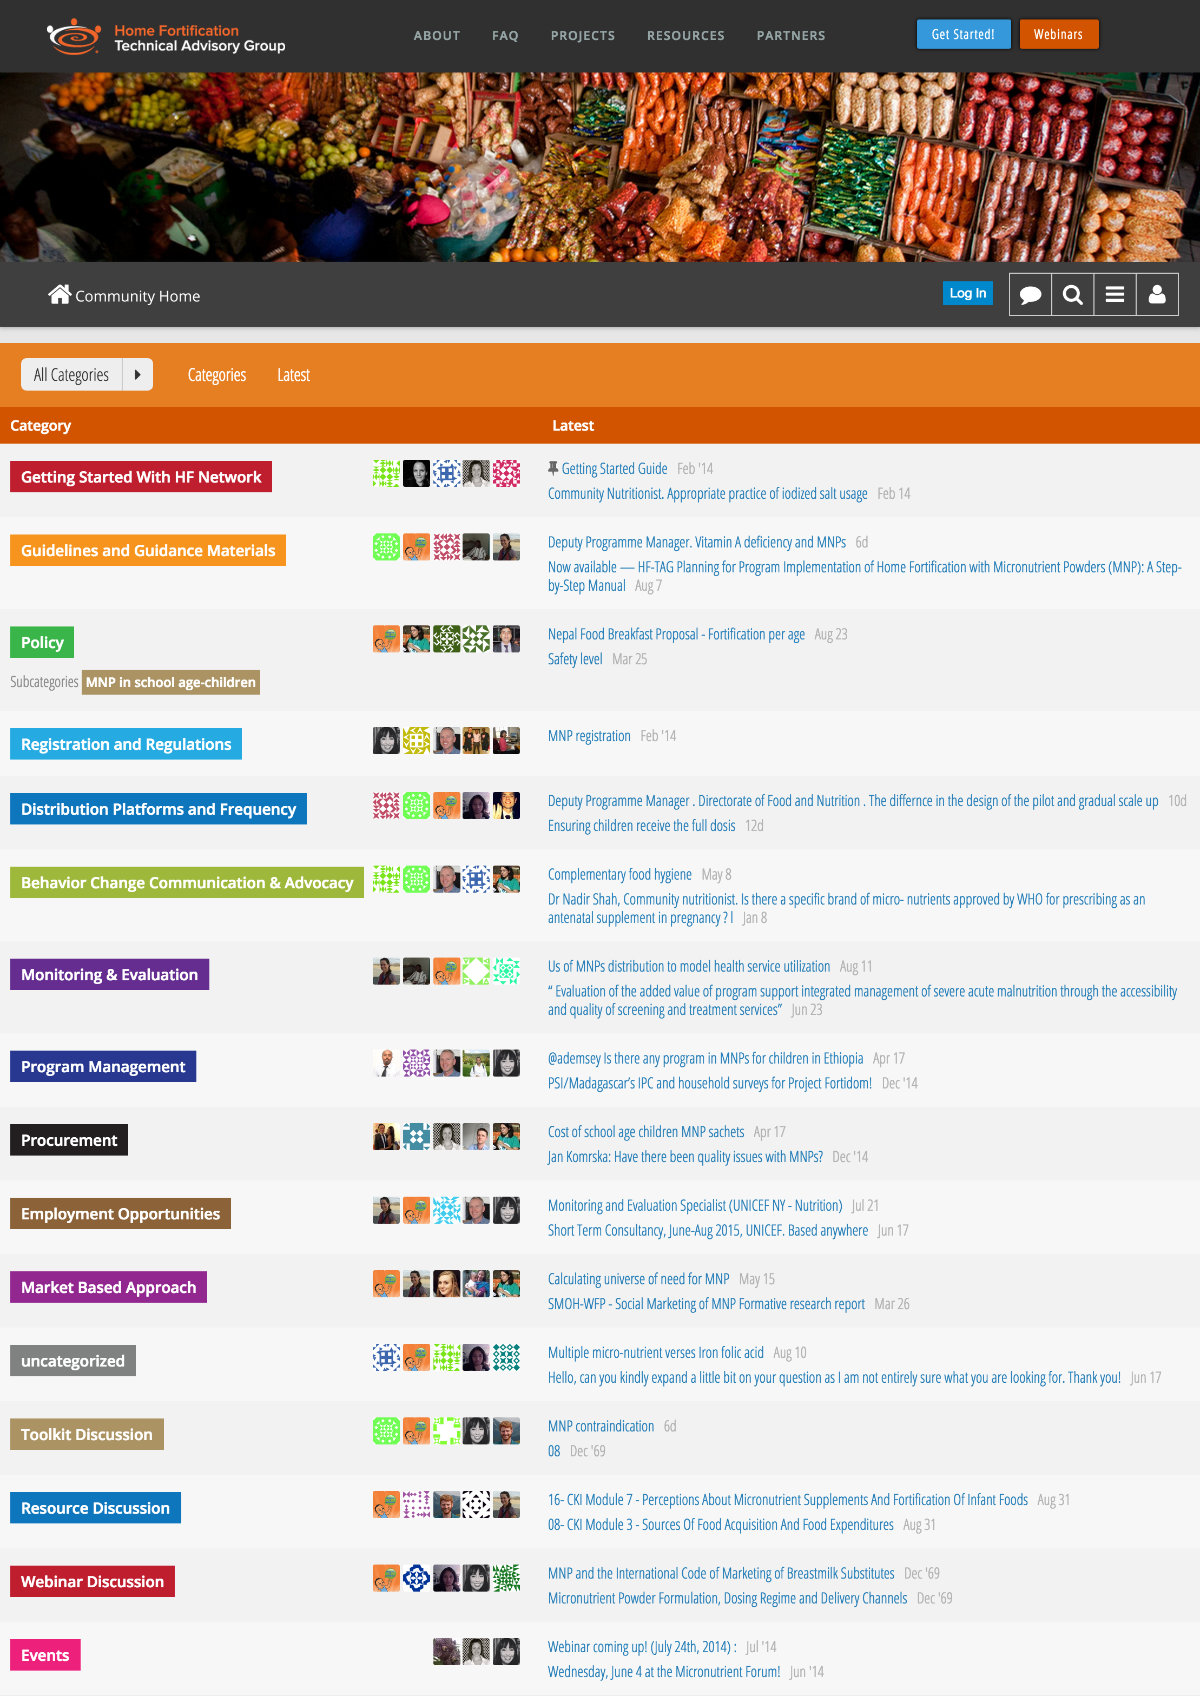 Home Fortification
Technical Advisory Group
ABOUT FAQ PROJECTS RESOURCES PARTNERS
Get Started! Webinars
Community Home
Log In
All Categories Categories Latest
Category Latest
Getting Started With HF Network
Getting Started Guide Feb '14
Community Nutritionist. Appropriate practice of iodized salt usage Feb 14
Guidelines and Guidance Materials
Deputy Programme Manager. Vitamin A deficiency and MNPs 6d
Now available — HF-TAG Planning for Program Implementation of Home Fortification with Micronutrient Powders (MNP): A Step-
by-Step Manual Aug 7
Policy
Subcategories MNP in school age-children
Nepal Food Breakfast Proposal - Fortification per age Aug 23
Safety level Mar 25
Registration and Regulations
MNP registration Feb '14
Distribution Platforms and Frequency
Deputy Programme Manager . Directorate of Food and Nutrition . The differnce in the design of the pilot and gradual scale up 10d
Ensuring children receive the full dosis 12d
Behavior Change Communication & Advocacy
Complementary food hygiene May 8
Dr Nadir Shah, Community nutritionist. Is there a specific brand of micro- nutrients approved by WHO for prescribing as an
antenatal supplement in pregnancy ? l Jan 8
Monitoring & Evaluation
Us of MNPs distribution to model health service utilization Aug 11
“ Evaluation of the added value of program support integrated management of severe acute malnutrition through the accessibility
and quality of screening and treatment services” Jun 23
Program Management
@ademsey Is there any program in MNPs for children in Ethiopia Apr 17
PSI/Madagascar’s IPC and household surveys for Project Fortidom! Dec '14
Procurement
Cost of school age children MNP sachets Apr 17
Jan Komrska: Have there been quality issues with MNPs? Dec '14
Employment Opportunities
Monitoring and Evaluation Specialist (UNICEF NY - Nutrition) Jul 21
Short Term Consultancy, June-Aug 2015, UNICEF. Based anywhere Jun 17
Market Based Approach
Calculating universe of need for MNP May 15
SMOH-WFP - Social Marketing of MNP Formative research report Mar 26
uncategorized
Multiple micro-nutrient verses Iron folic acid Aug 10
Hello, can you kindly expand a little bit on your question as I am not entirely sure what you are looking for. Thank you! Jun 17
Toolkit Discussion
MNP contraindication 6d
08 Dec '69
Resource Discussion
16- CKI Module 7 - Perceptions About Micronutrient Supplements And Fortification Of Infant Foods Aug 31
08- CKI Module 3 - Sources Of Food Acquisition And Food Expenditures Aug 31
Webinar Discussion
MNP and the International Code of Marketing of Breastmilk Substitutes Dec '69
Micronutrient Powder Formulation, Dosing Regime and Delivery Channels Dec '69
Events
Webinar coming up! (July 24th, 2014) : Jul '14
Wednesday, June 4 at the Micronutrient Forum! Jun '14